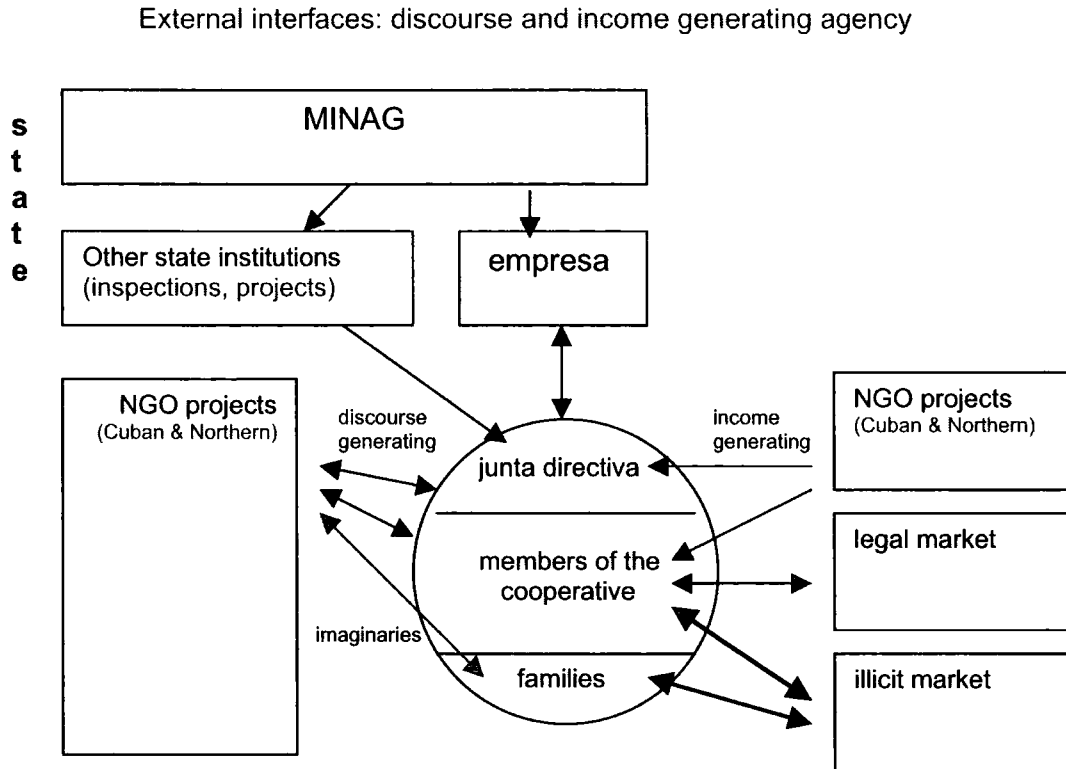 External interfaces: discourse and income generating agency
state
MINAG
Other state institutions
(inspections, projects)
empresa
NGO projects
(Cuban & Northern)
discourse
generating
income
generating
NGO projects
(Cuban & Northern)
junta directiva
legal market
members of the
cooperative
imaginaries
families
illicit market